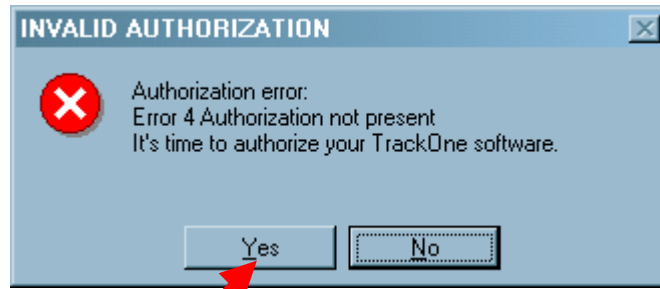 INVALID AUTHORIZATION
Authorization error:
Error 4 Authorization not present
It's time to authorize your TrackOne software.
Yes
No